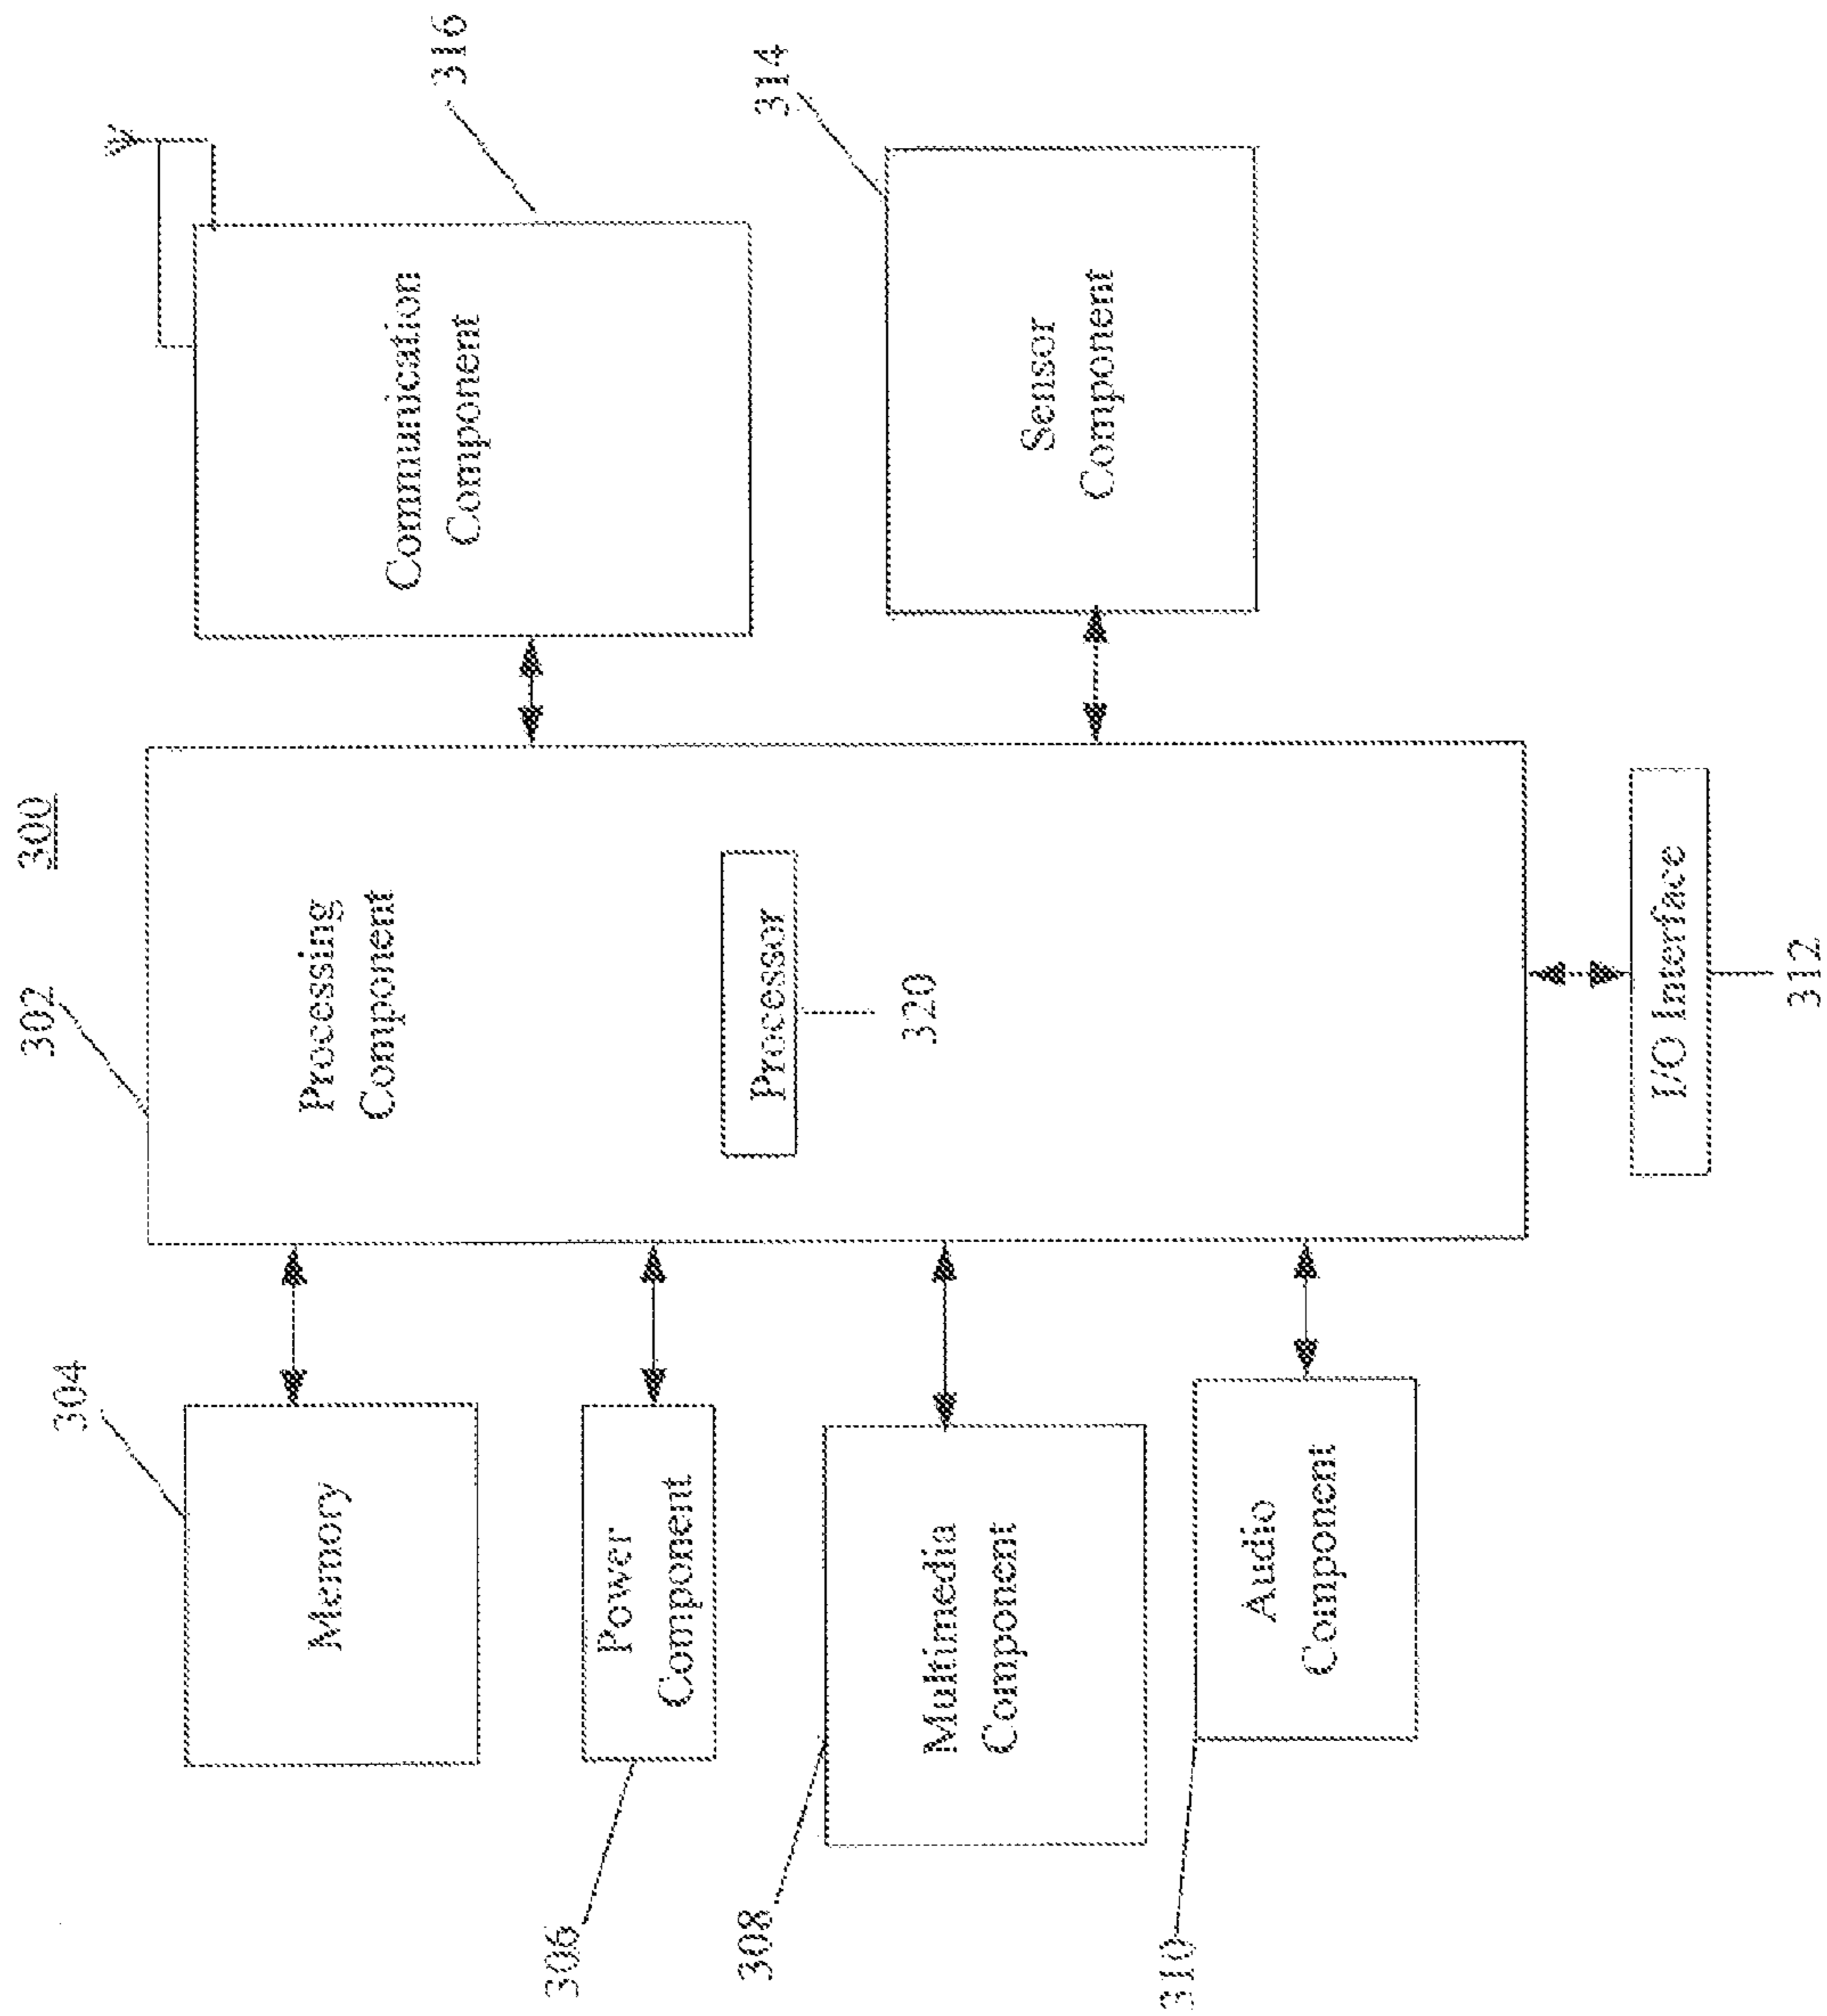 300
302
304
Memory
Processing
Component
Communication
Component
316
306
Power
Component
Processor
320
308
Multimedia
Component
Sensor
Component
314
310
Audio
Component
I/O Interface
312